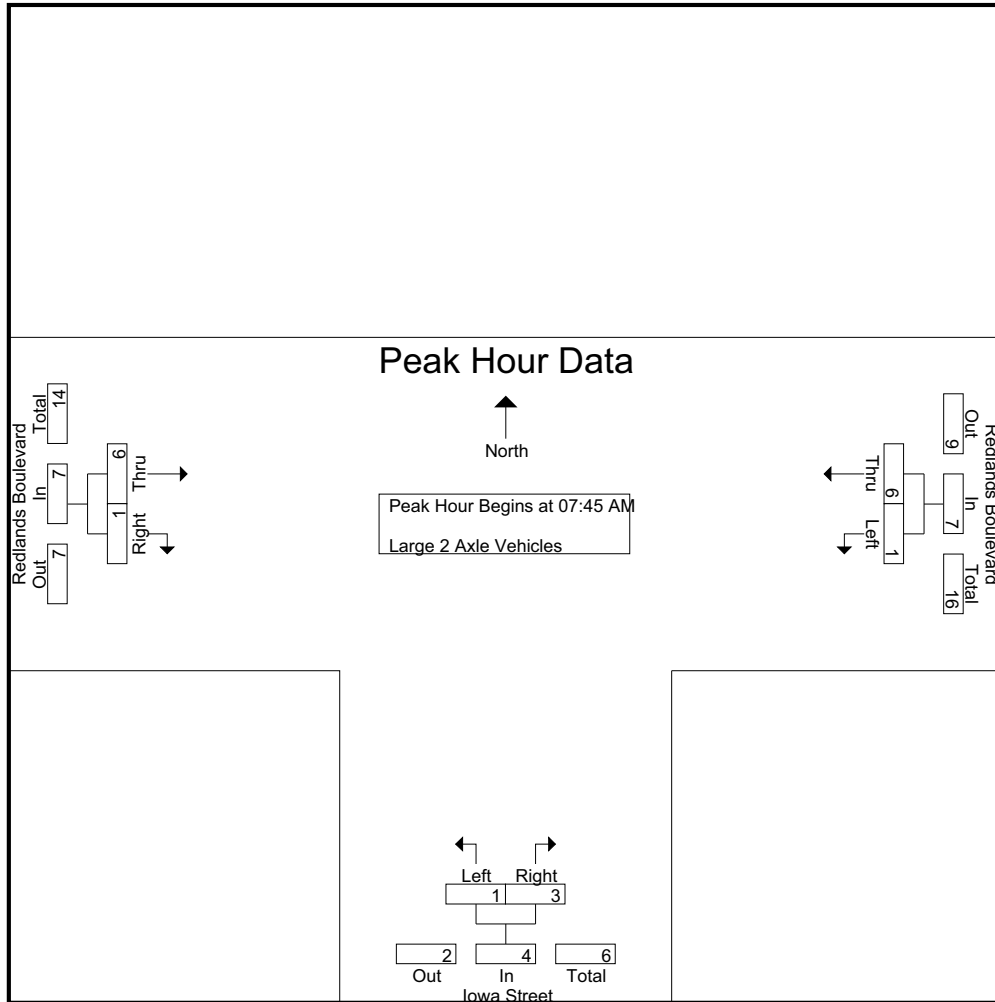 Peak Hour Data
North
Peak Hour Begins at 07:45 AM
Large 2 Axle Vehicles
Redlands Boulevard
Out In Total
7 7 14
Right Thru
1 6
Redlands Boulevard
Out In Total
9 7 16
Thru Left
6 1
Left Right
1 3
2 4 6
Out In Total
Iowa Street